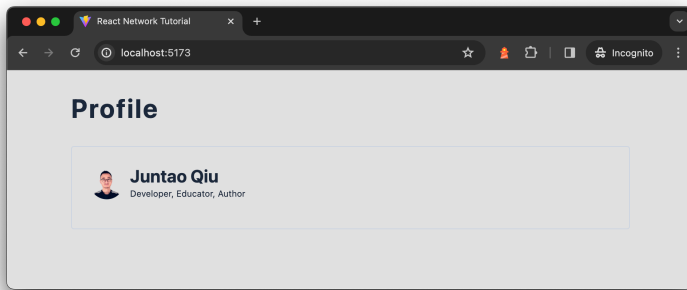 React Network Tutorial
localhost:5173
Incognito
Profile
Juntao Qiu
Developer, Educator, Author